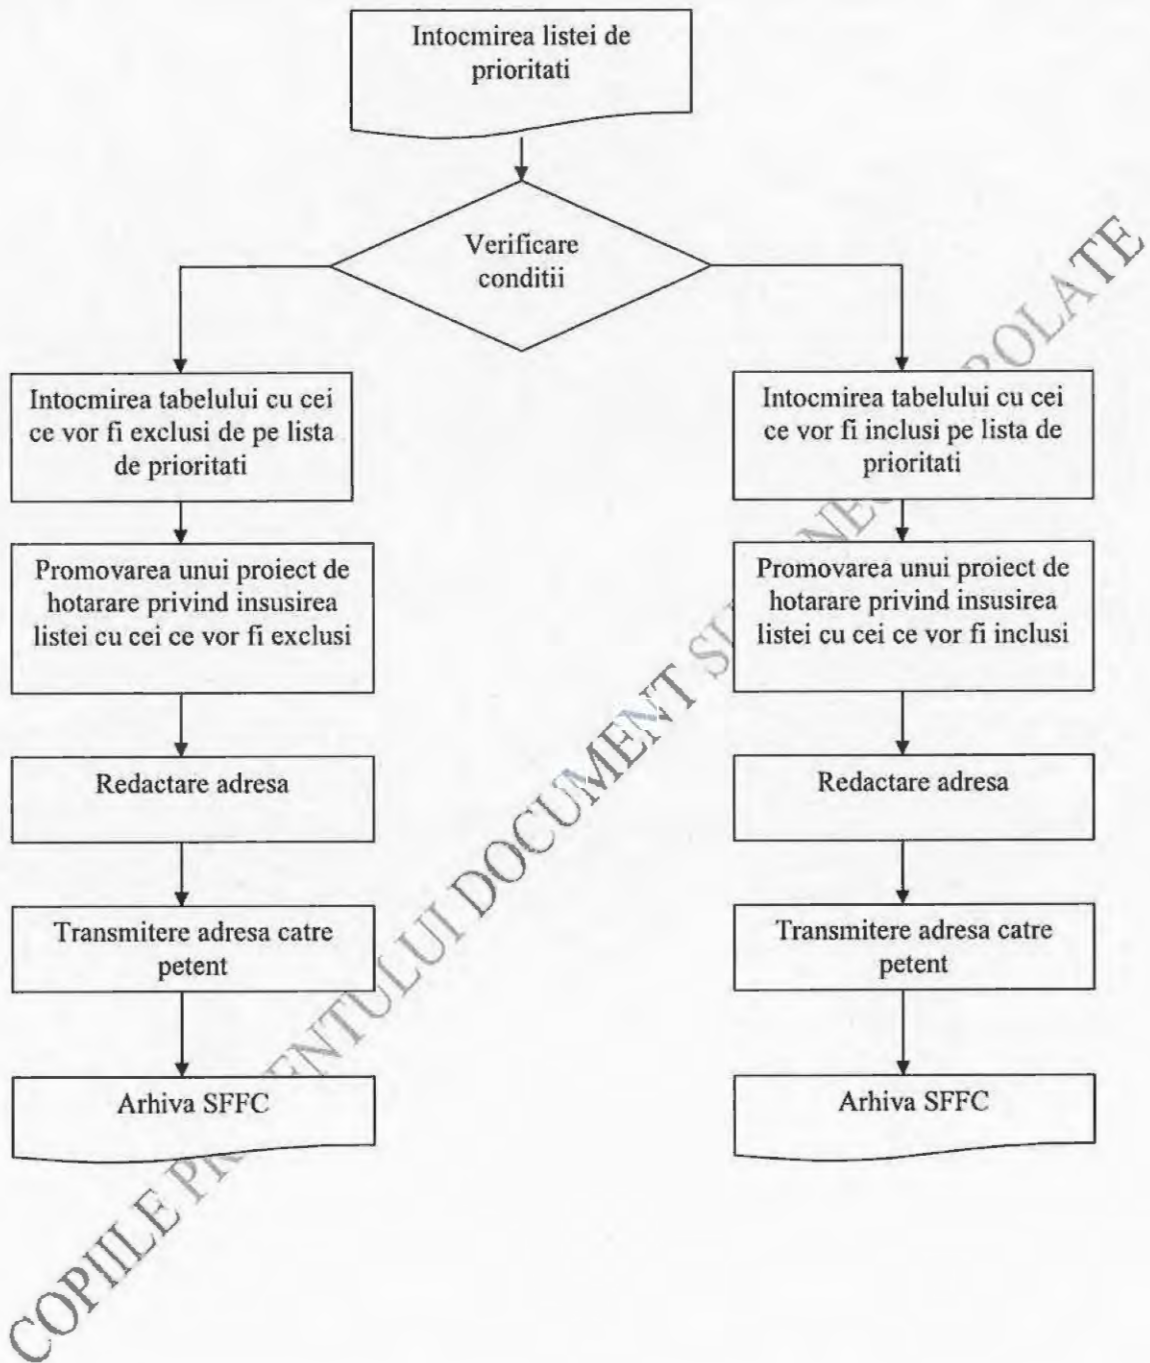 Intocmirea listei de
prioritati
Verificare
conditii
Intocmirea tabelului cu cei
ce vor fi exclusi de pe lista
de prioritati
Promovarea unui proiect de
hotarare privind insusirea
listei cu cei ce vor fi exclusi
Redactare adresa
Transmitere adresa catre
petent
Arhiva SFFC
Intocmirea tabelului cu cei
ce vor fi inclusi pe lista de
prioritati
Promovarea unui proiect de
hotarare privind insusirea
listei cu cei ce vor fi inclusi
Redactare adresa
Transmitere adresa catre
petent
Arhiva SFFC
COPIILE DOCUMENT